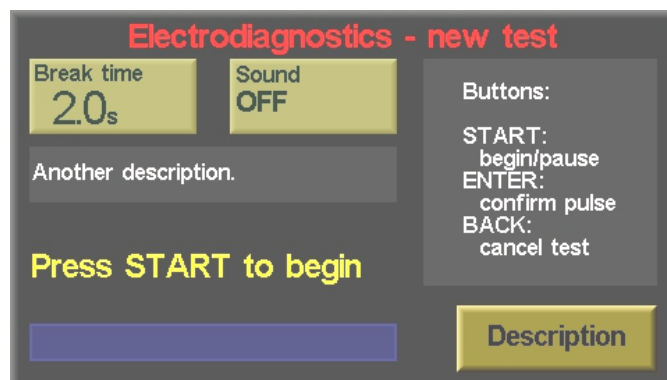 Electrodiagnostics - new test
Break time
2.0s
Sound
OFF
Another description.
Press START to begin
Buttons:
START:
begin/pause
ENTER:
confirm pulse
BACK:
cancel test
Description